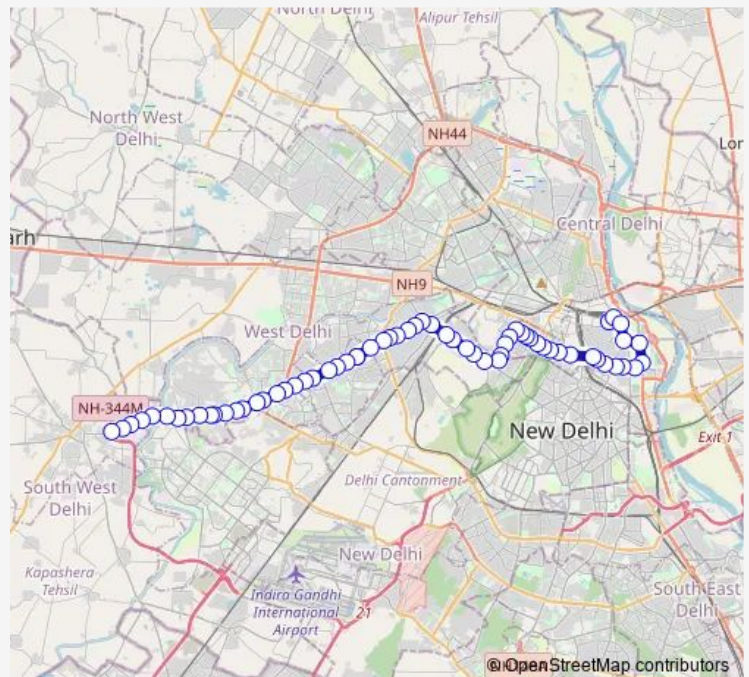 North Delhi
Alipur Tehsil
North West
Delhi
NH44
Lor
Central Delhi
arh
NH9
West Delhi
NH-344M
New Delhi
Exit 1
South West
Delhi
Delhi Cantonment
New Delhi
Kapashera
Tehsil
Indira Gandhi
International
Airport
21
South East
Delhi
© OpenStreetMap contributors